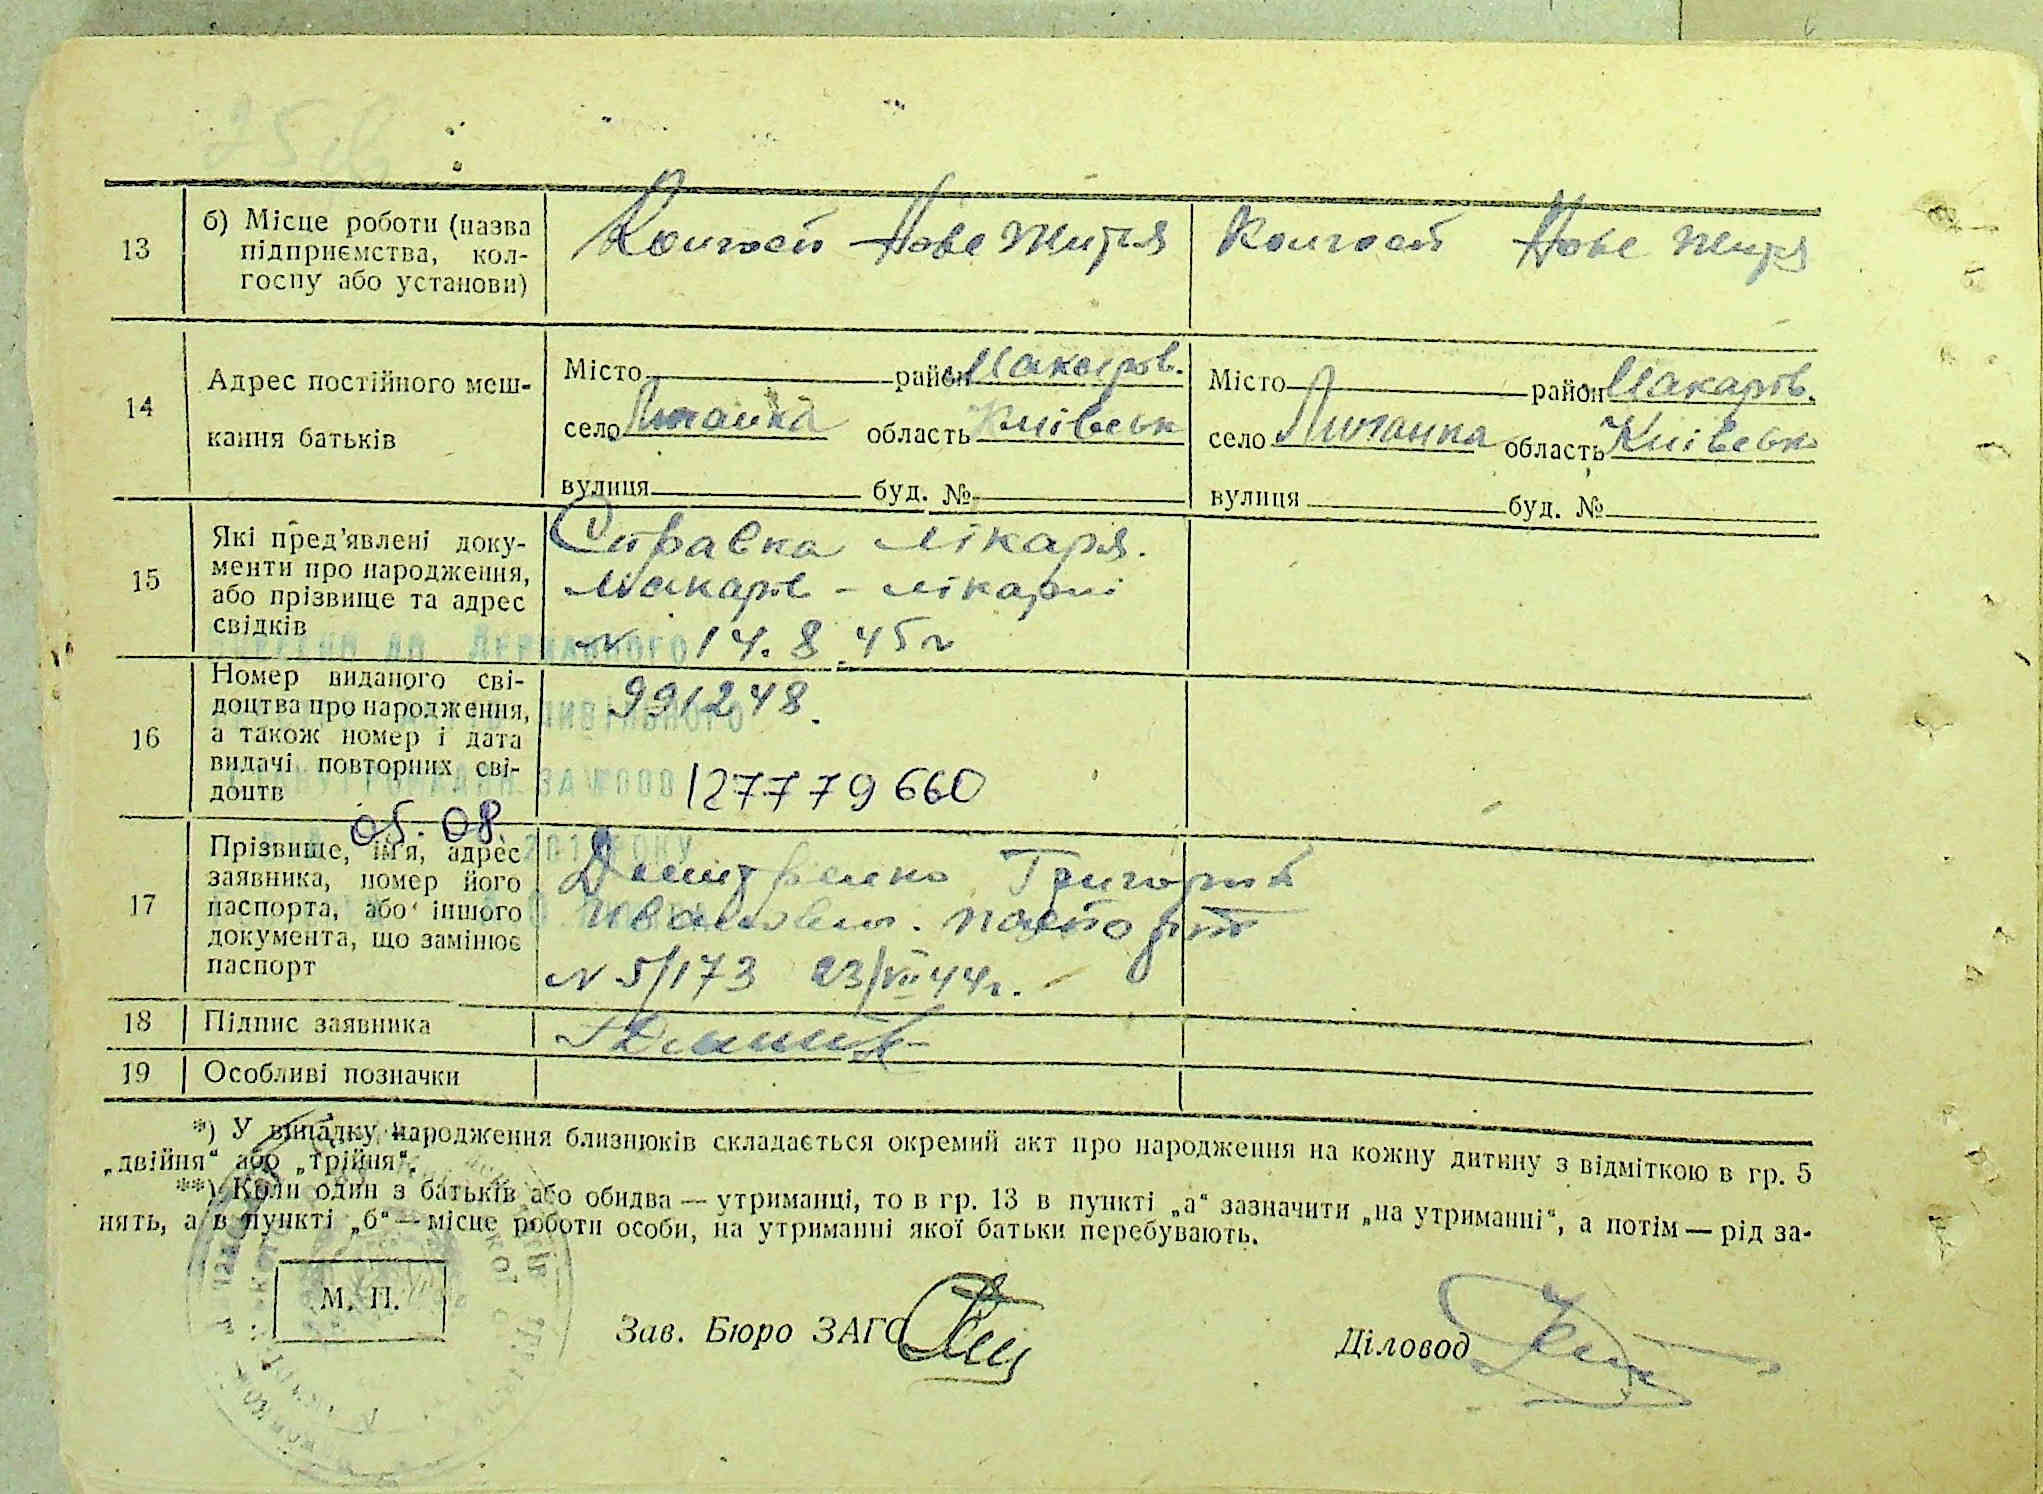 13
б) Місце роботи (назва
підприємства, кол-
госпу або установи)
Колгосп Нове життя
Колгосп Нове життя
14
Адрес постійного меш-
кання батьків
Місто район Макарів.
село область Київськ
вулиця буд. №
Місто район Макарів.
село область Київськ
вулиця буд. №
15
Які пред'явлені доку-
менти про народження,
або прізвище та адрес
свідків
Справка лікаря.
Макарів - лікарні
N 14.8.45 г
16
Номер виданого сві-
доцтва про народження,
а також номер і дата
видачі повторних сві-
доцтв
991248.
127779660
05.08.
17
Прізвище, ім'я, адрес
заявника, номер його
паспорта, або іншого
документа, що замінює
паспорт
Григорій
Іванович. паспорт
N 5/173 23/VII 44 г.
18
Підпис заявника
19
Особливі позначки
*) У випадку народження близнюків складається окремий акт про народження на кожну дитину з відміткою в гр. 5
„двійня“ або „трійня“.
**) Коли один з батьків або обидва — утриманці, то в гр. 13 в пункті „а“ зазначити „на утриманні“, а потім — рід за-
нять, а в пункті „б“ — місце роботи особи, на утриманні якої батьки перебувають.
М. П.
Зав. Бюро ЗАГС
Діловод